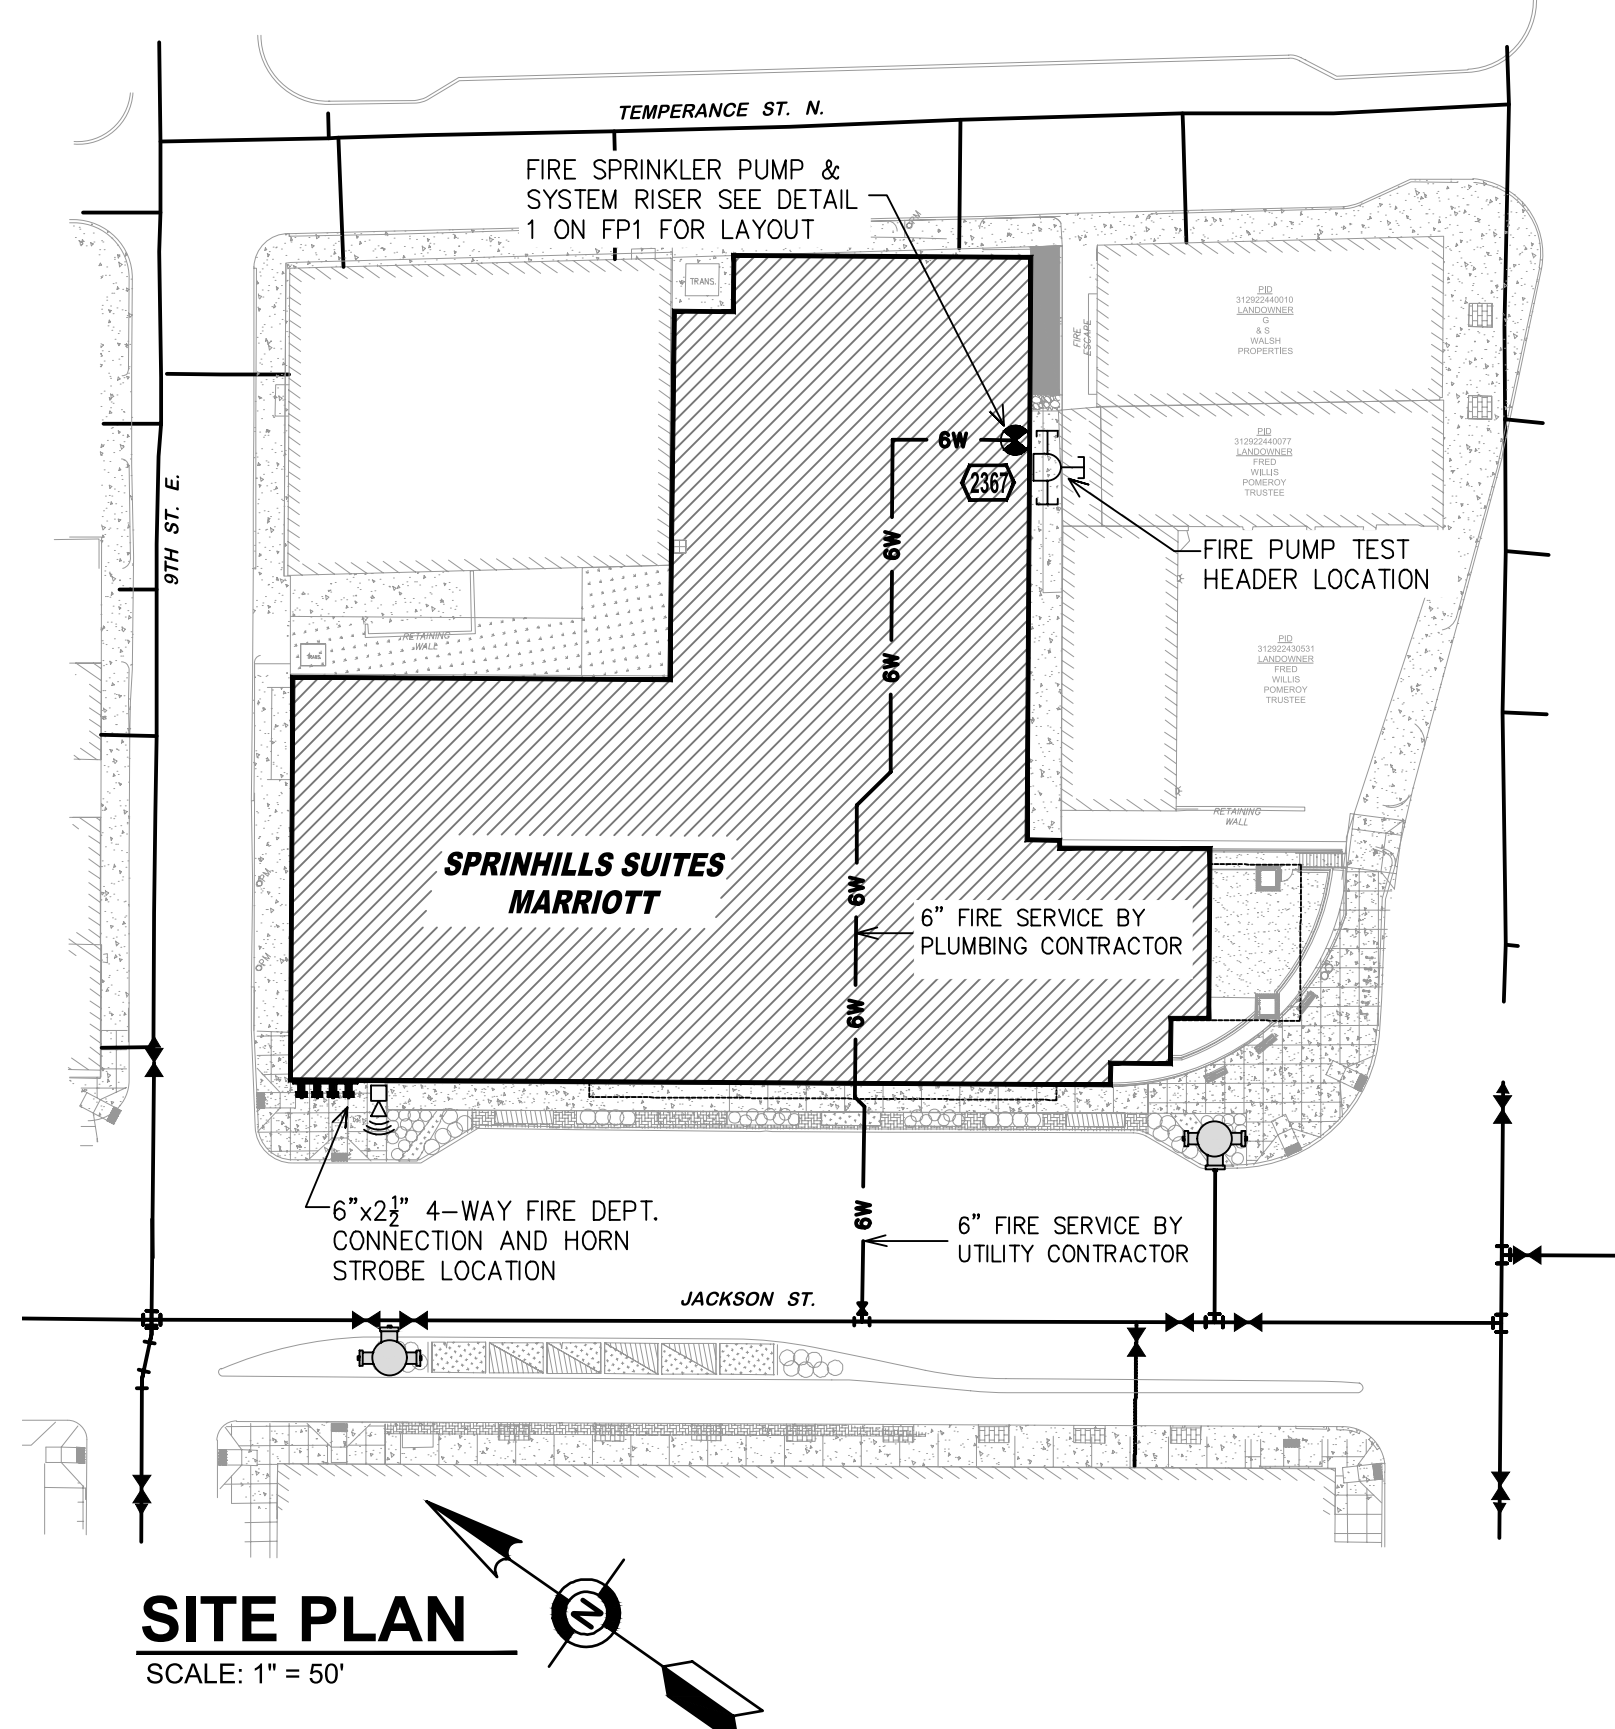 TEMPERANCE ST. N.
FIRE SPRINKLER PUMP &
SYSTEM RISER SEE DETAIL
1 ON FP1 FOR LAYOUT
TRANS.
FIRE
ESCAPE
PID
312922440010
LANDOWNER
G
& S
WALSH
PROPERTIES
9TH ST. E.
6W
2367
PID
312922440077
LANDOWNER
FRED
WILLIS
POMEROY
TRUSTEE
6W
FIRE PUMP TEST
HEADER LOCATION
RETAINING
WALL
TRANS.
6W
PID
312922430531
LANDOWNER
FRED
WILLIS
POMEROY
TRUSTEE
RETAINING
WALL
SPRINHILLS SUITES
MARRIOTT
6W
6" FIRE SERVICE BY
PLUMBING CONTRACTOR
6W
6"x2½" 4-WAY FIRE DEPT.
CONNECTION AND HORN
STROBE LOCATION
6W
6" FIRE SERVICE BY
UTILITY CONTRACTOR
JACKSON ST.
N
SITE PLAN
SCALE: 1" = 50'